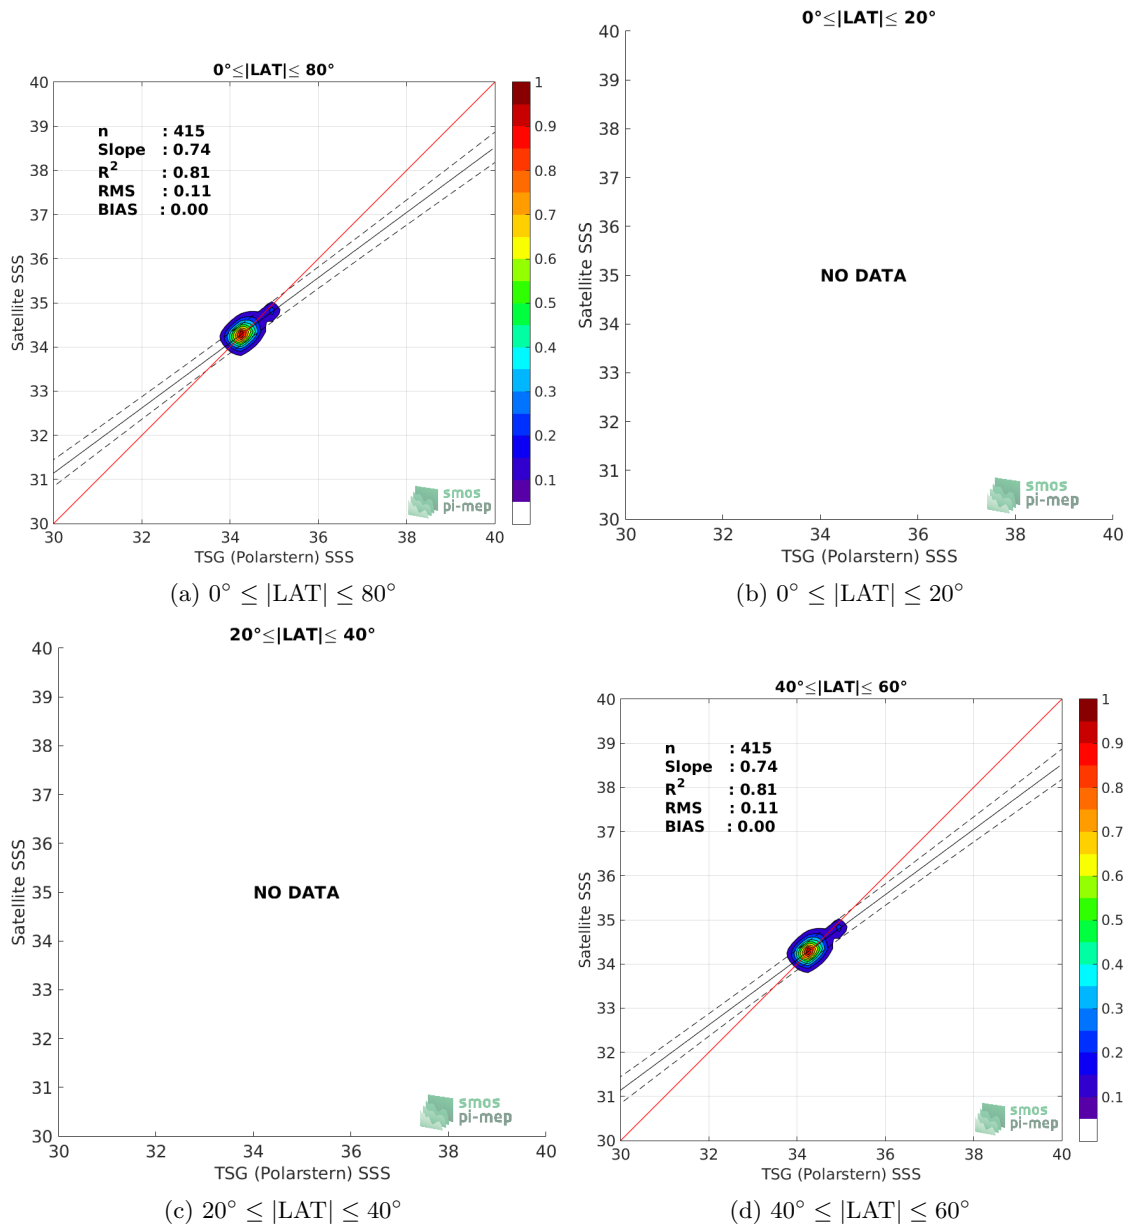 0°≤|LAT|≤ 80°
40
39
38
37
36
35
34
33
32
31
30
30 32 34 36 38 40
Satellite SSS
TSG (Polarstern) SSS
n : 415
Slope : 0.74
R² : 0.81
RMS : 0.11
BIAS : 0.00
1
0.9
0.8
0.7
0.6
0.5
0.4
0.3
0.2
0.1
smos
pi-mep
(a) 0° ≤ |LAT| ≤ 80°
0°≤|LAT|≤ 20°
40
39
38
37
36
35
34
33
32
31
30
30 32 34 36 38 40
Satellite SSS
TSG (Polarstern) SSS
NO DATA
smos
pi-mep
(b) 0° ≤ |LAT| ≤ 20°
20°≤|LAT|≤ 40°
40
39
38
37
36
35
34
33
32
31
30
30 32 34 36 38 40
Satellite SSS
TSG (Polarstern) SSS
NO DATA
smos
pi-mep
(c) 20° ≤ |LAT| ≤ 40°
40°≤|LAT|≤ 60°
40
39
38
37
36
35
34
33
32
31
30
30 32 34 36 38 40
Satellite SSS
TSG (Polarstern) SSS
n : 415
Slope : 0.74
R² : 0.81
RMS : 0.11
BIAS : 0.00
1
0.9
0.8
0.7
0.6
0.5
0.4
0.3
0.2
0.1
smos
pi-mep
(d) 40° ≤ |LAT| ≤ 60°